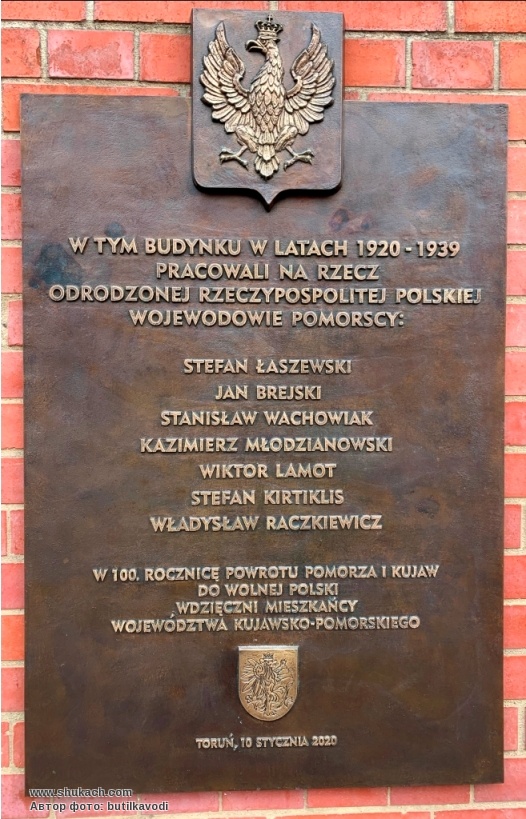 W TYM BUDYNKU W LATACH 1920 - 1939
PRACOWALI NA RZECZ
ODRODZONEJ RZECZYPOSPOLITEJ POLSKIEJ
WOJEWODOWIE POMORSCY:
STEFAN ŁASZEWSKI
JAN BREJSKI
STANISŁAW WACHOWIAK
KAZIMIERZ MŁODZIANOWSKI
WIKTOR LAMOT
STEFAN KIRTIKLIS
WŁADYSŁAW RACZKIEWICZ
W 100. ROCZNICĘ POWROTU POMORZA I KUJAW
DO WOLNEJ POLSKI
WDZIĘCZNI MIESZKAŃCY
WOJEWÓDZTWA KUJAWSKO-POMORSKIEGO
TORUŃ, 10 STYCZNIA 2020
www.shukach.com
Автор фото: butilkavodi